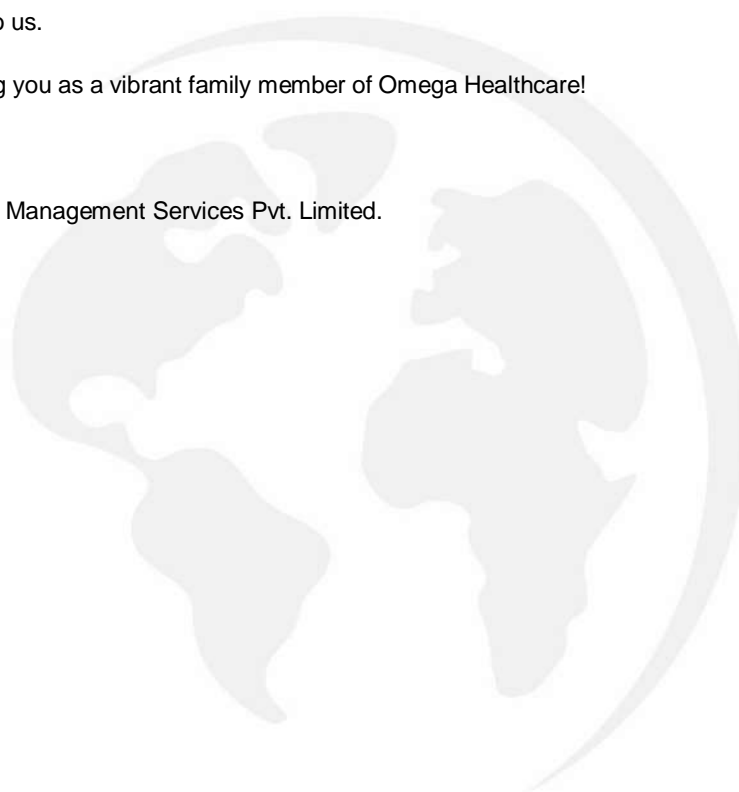 o us.
g you as a vibrant family member of Omega Healthcare!
Management Services Pvt. Limited.